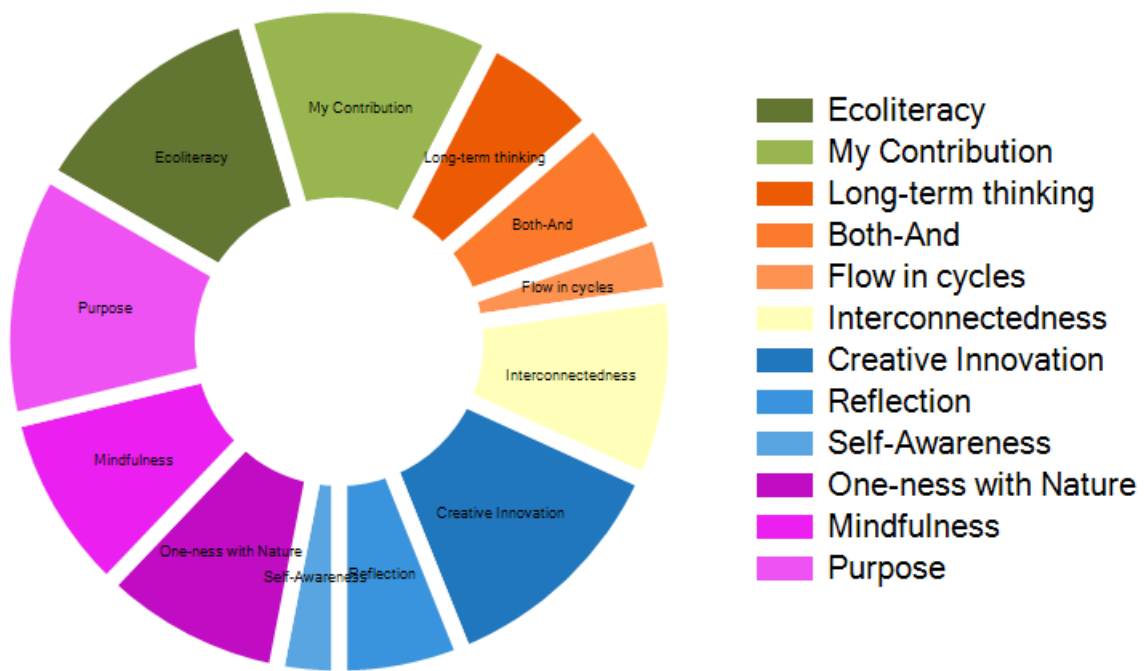 My Contribution
Ecoliteracy
Long-term thinking
Both-And
Flow in cycles
Purpose
Interconnectedness
Mindfulness
Creative Innovation
One-ness with Nature
Self-Awareness
Reflection
Ecoliteracy
My Contribution
Long-term thinking
Both-And
Flow in cycles
Interconnectedness
Creative Innovation
Reflection
Self-Awareness
One-ness with Nature
Mindfulness
Purpose